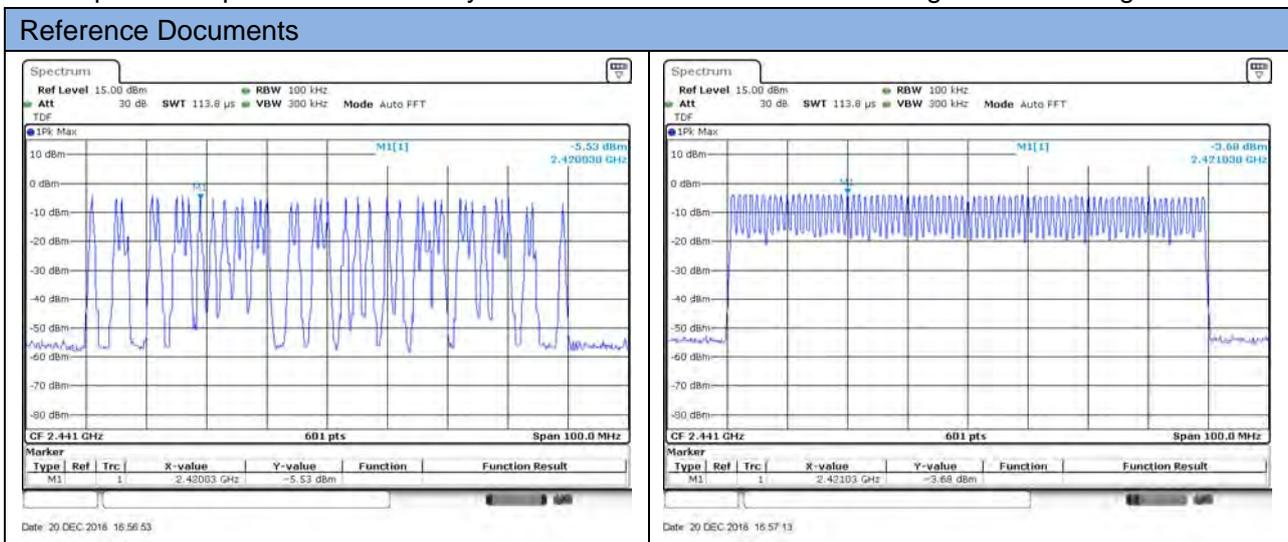 Reference Documents
Spectrum
Ref Level 15.00 dBm RBW 100 kHz
Att 30 dB SWT 113.8 µs VBW 300 kHz Mode Auto FFT
TDF
1Pk Max
M1[1] -5.53 dBm
2.420030 GHz
10 dBm
0 dBm
M1
-10 dBm
-20 dBm
-30 dBm
-40 dBm
-50 dBm
-60 dBm
-70 dBm
-80 dBm
CF 2.441 GHz 601 pts Span 100.0 MHz
Marker
Type Ref Trc X-value Y-value Function Function Result
M1 1 2.42003 GHz -5.53 dBm
Date: 20 DEC 2016 16:56:53
Spectrum
Ref Level 15.00 dBm RBW 100 kHz
Att 30 dB SWT 113.8 µs VBW 300 kHz Mode Auto FFT
TDF
1Pk Max
M1[1] -3.68 dBm
2.421030 GHz
10 dBm
0 dBm
-10 dBm
-20 dBm
-30 dBm
-40 dBm
-50 dBm
-60 dBm
-70 dBm
-80 dBm
CF 2.441 GHz 601 pts Span 100.0 MHz
Marker
Type Ref Trc X-value Y-value Function Function Result
M1 1 2.42103 GHz -3.68 dBm
Date: 20 DEC 2016 16:57:13